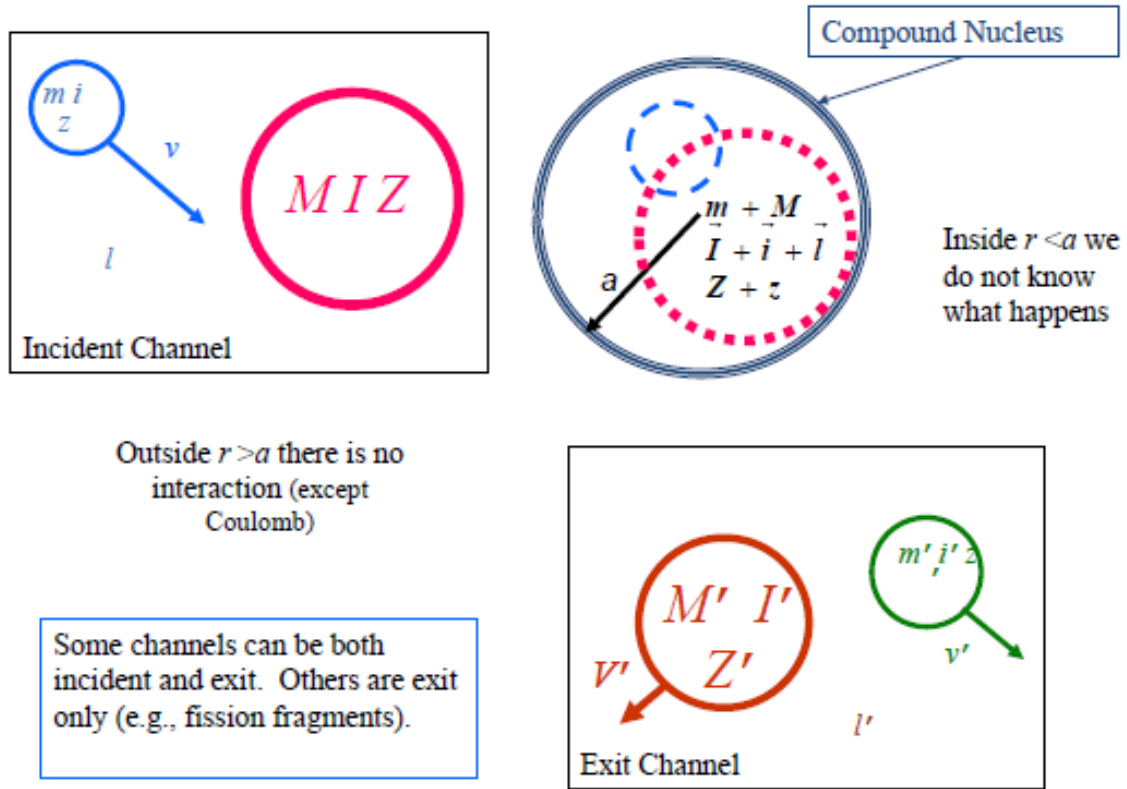 Compound Nucleus
m i
z
v
l
M I Z
Incident Channel
m + M
I⃗ + i⃗ + l⃗
Z + z
a
Inside r <a we
do not know
what happens
Outside r >a there is no
interaction (except
Coulomb)
Some channels can be both
incident and exit. Others are exit
only (e.g., fission fragments).
M' I'
Z'
V'
m' i' z
'
v'
l'
Exit Channel